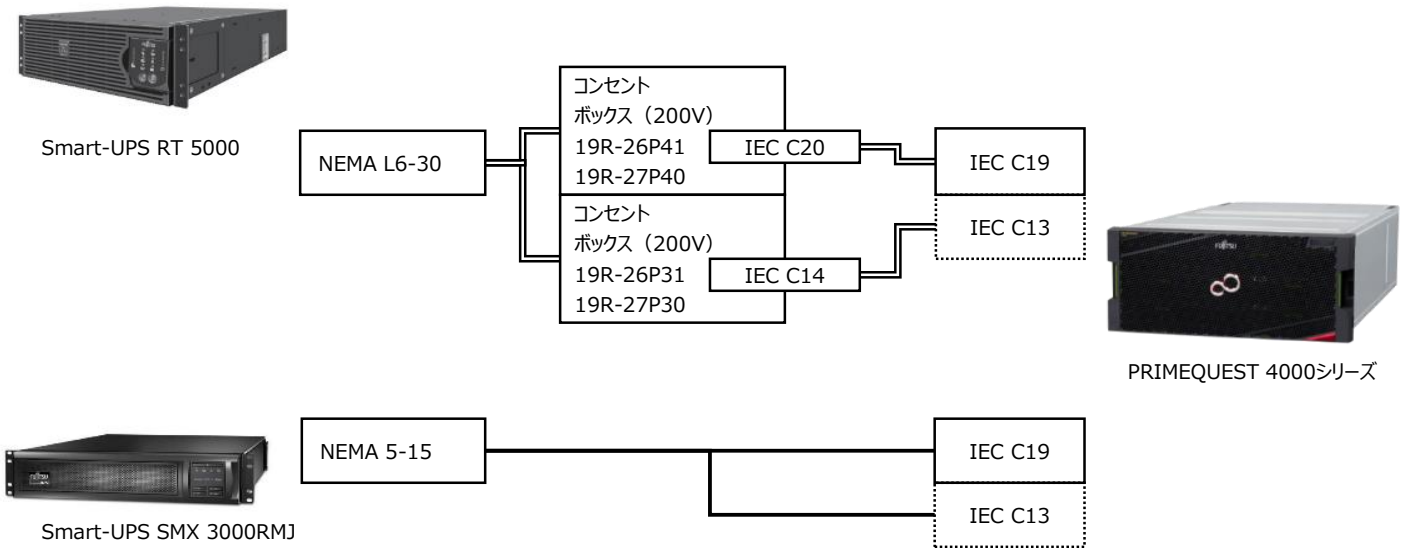 Smart-UPS RT 5000
NEMA L6-30
コンセント
ボックス（200V）
19R-26P41
19R-27P40
IEC C20
IEC C19
コンセント
ボックス（200V）
19R-26P31
19R-27P30
IEC C14
IEC C13
FUJITSU
PRIMEQUEST 4000シリーズ
NEMA 5-15
IEC C19
IEC C13
FUJITSU
Smart-UPS SMX 3000RMJ